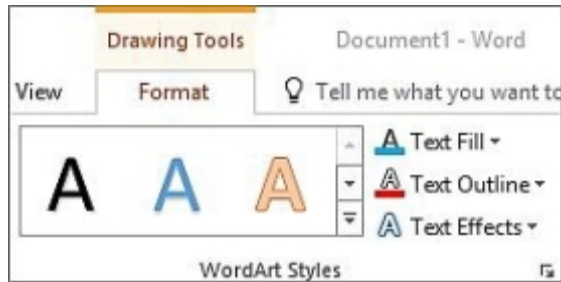 Drawing Tools Document1 - Word
View Format Tell me what you want to
A A A
A Text Fill
A Text Outline
A Text Effects
WordArt Styles